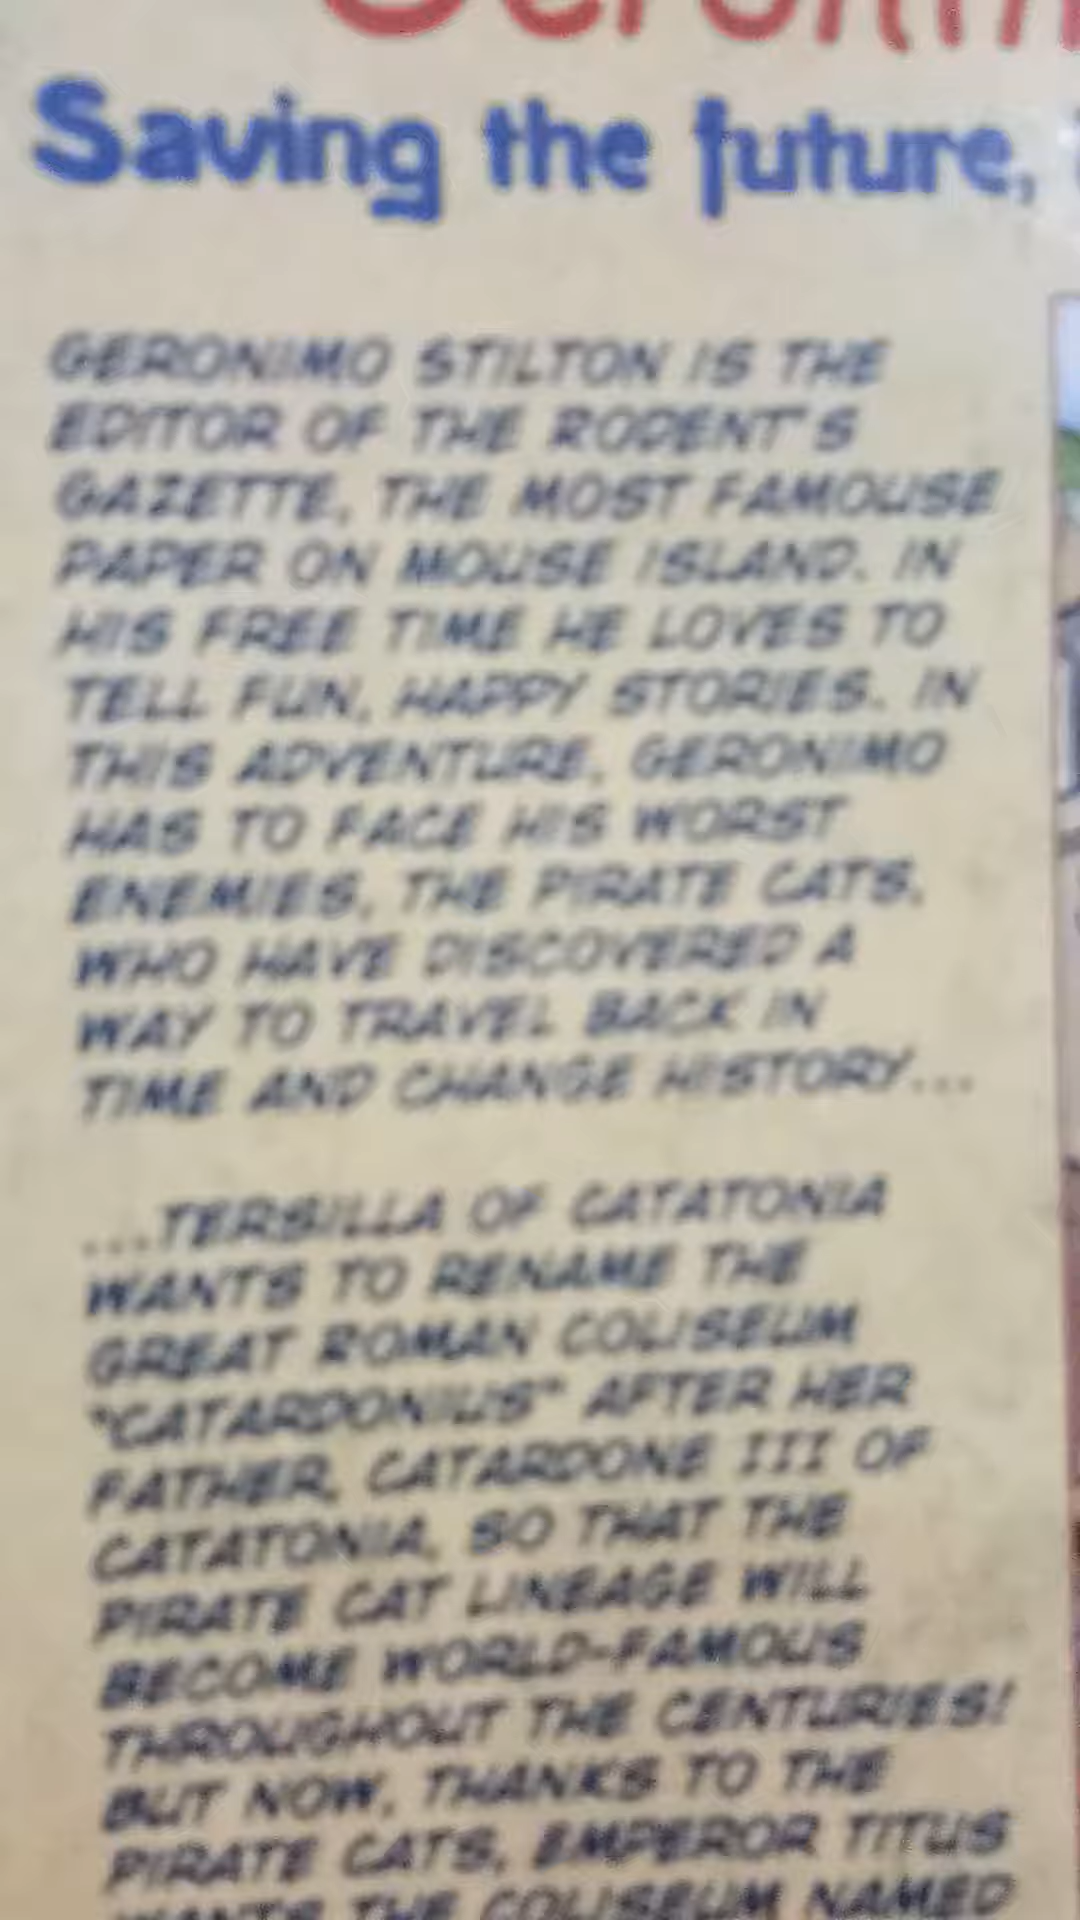 Saving the future,
GERONIMO STILTON IS THE
EDITOR OF THE RODENT'S
GAZETTE, THE MOST FAMOUSE
PAPER ON MOUSE ISLAND. IN
HIS FREE TIME HE LOVES TO
TELL FUN, HAPPY STORIES. IN
THIS ADVENTURE, GERONIMO
HAS TO FACE HIS WORST
ENEMIES, THE PIRATE CATS,
WHO HAVE DISCOVERED A
WAY TO TRAVEL BACK IN
TIME AND CHANGE HISTORY...
...TERSILLA OF CATATONIA
WANTS TO RENAME THE
GREAT ROMAN COLISEUM
"CATARDONIUS" AFTER HER
FATHER, CATARDONE III OF
CATATONIA, SO THAT THE
PIRATE CAT LINEAGE WILL
BECOME WORLD-FAMOUS
THROUGHOUT THE CENTURIES!
BUT NOW, THANKS TO THE
PIRATE CATS, EMPEROR TITUS
WANTS THE COLISEUM NAMED